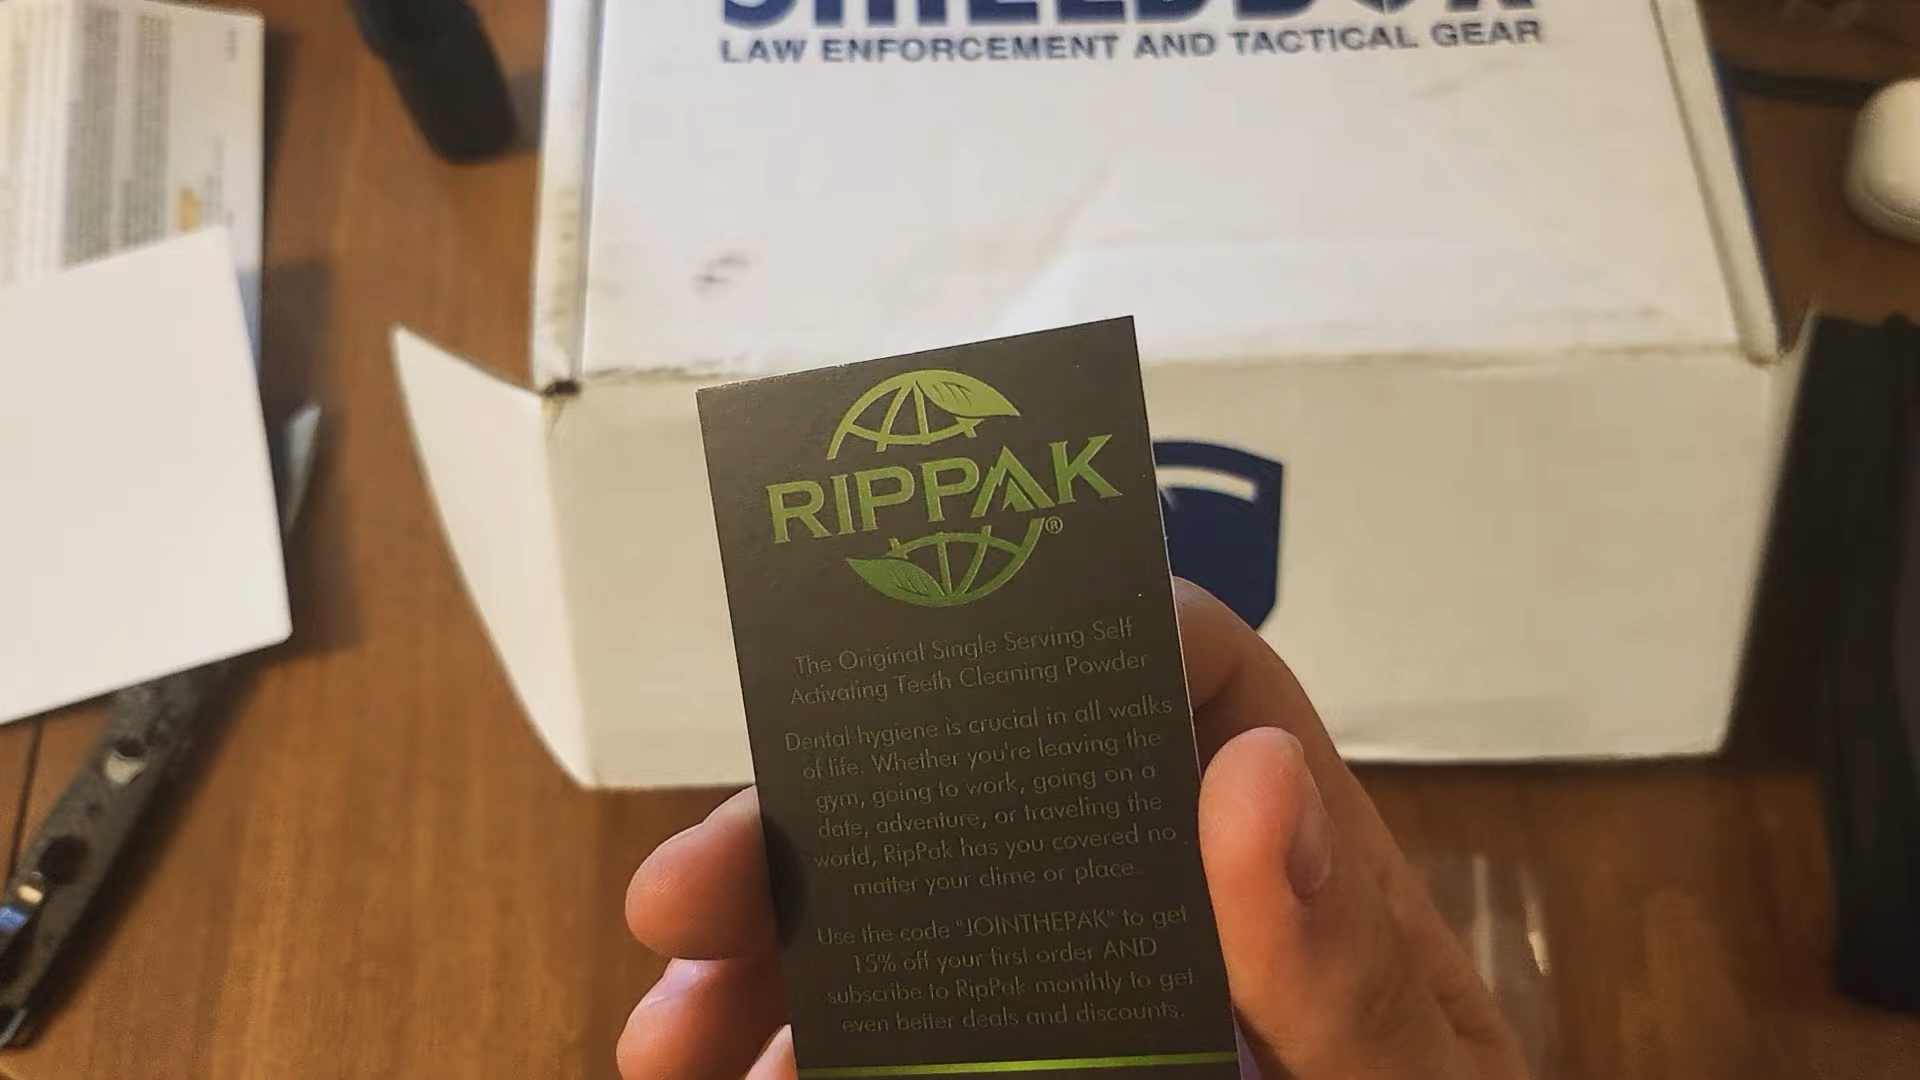 LAW ENFORCEMENT AND TACTICAL GEAR
RIPPAK
®
The Original Single Serving Self
Activating Teeth Cleaning Powder
Dental hygiene is crucial in all walks
of life. Whether you're leaving the
gym, going to work, going on a
date, adventure, or traveling the
world, RipPak has you covered no
matter your clime or place.
Use the code "JOINTHEPAK" to get
15% off your first order AND
subscribe to RipPak monthly to get
even better deals and discounts.